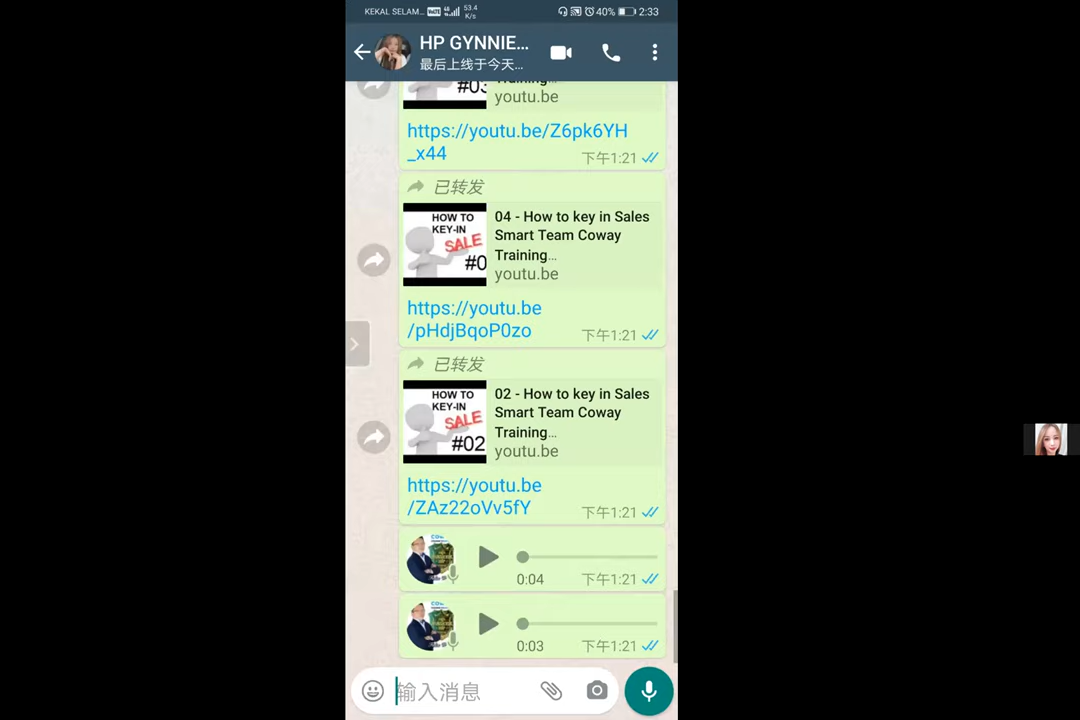 KEKAL SELAM... 53.4 K/s 40% 2:33
HP GYNNIE...
最后上线于今天...
#03
Training...
youtu.be
https://youtu.be/Z6pk6YH
_x44
下午1:21
已转发
HOW TO
KEY-IN
SALE
#0
04 - How to key in Sales
Smart Team Coway
Training...
youtu.be
https://youtu.be
/pHdjBqoP0zo
下午1:21
已转发
HOW TO
KEY-IN
SALE
#02
02 - How to key in Sales
Smart Team Coway
Training...
youtu.be
https://youtu.be
/ZAz22oVv5fY
下午1:21
0:04
下午1:21
0:03
下午1:21
输入消息